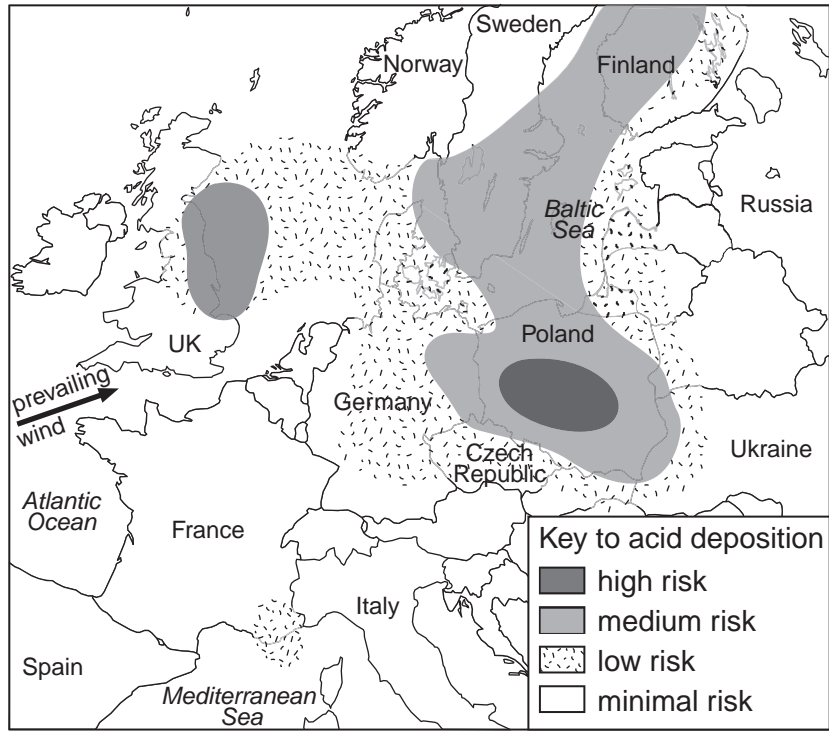 Sweden
Norway
Finland
Baltic
Sea
Russia
UK
Poland
prevailing
wind
Germany
Czech
Republic
Ukraine
Atlantic
Ocean
France
Italy
Spain
Mediterranean
Sea
Key to acid deposition
high risk
medium risk
low risk
minimal risk